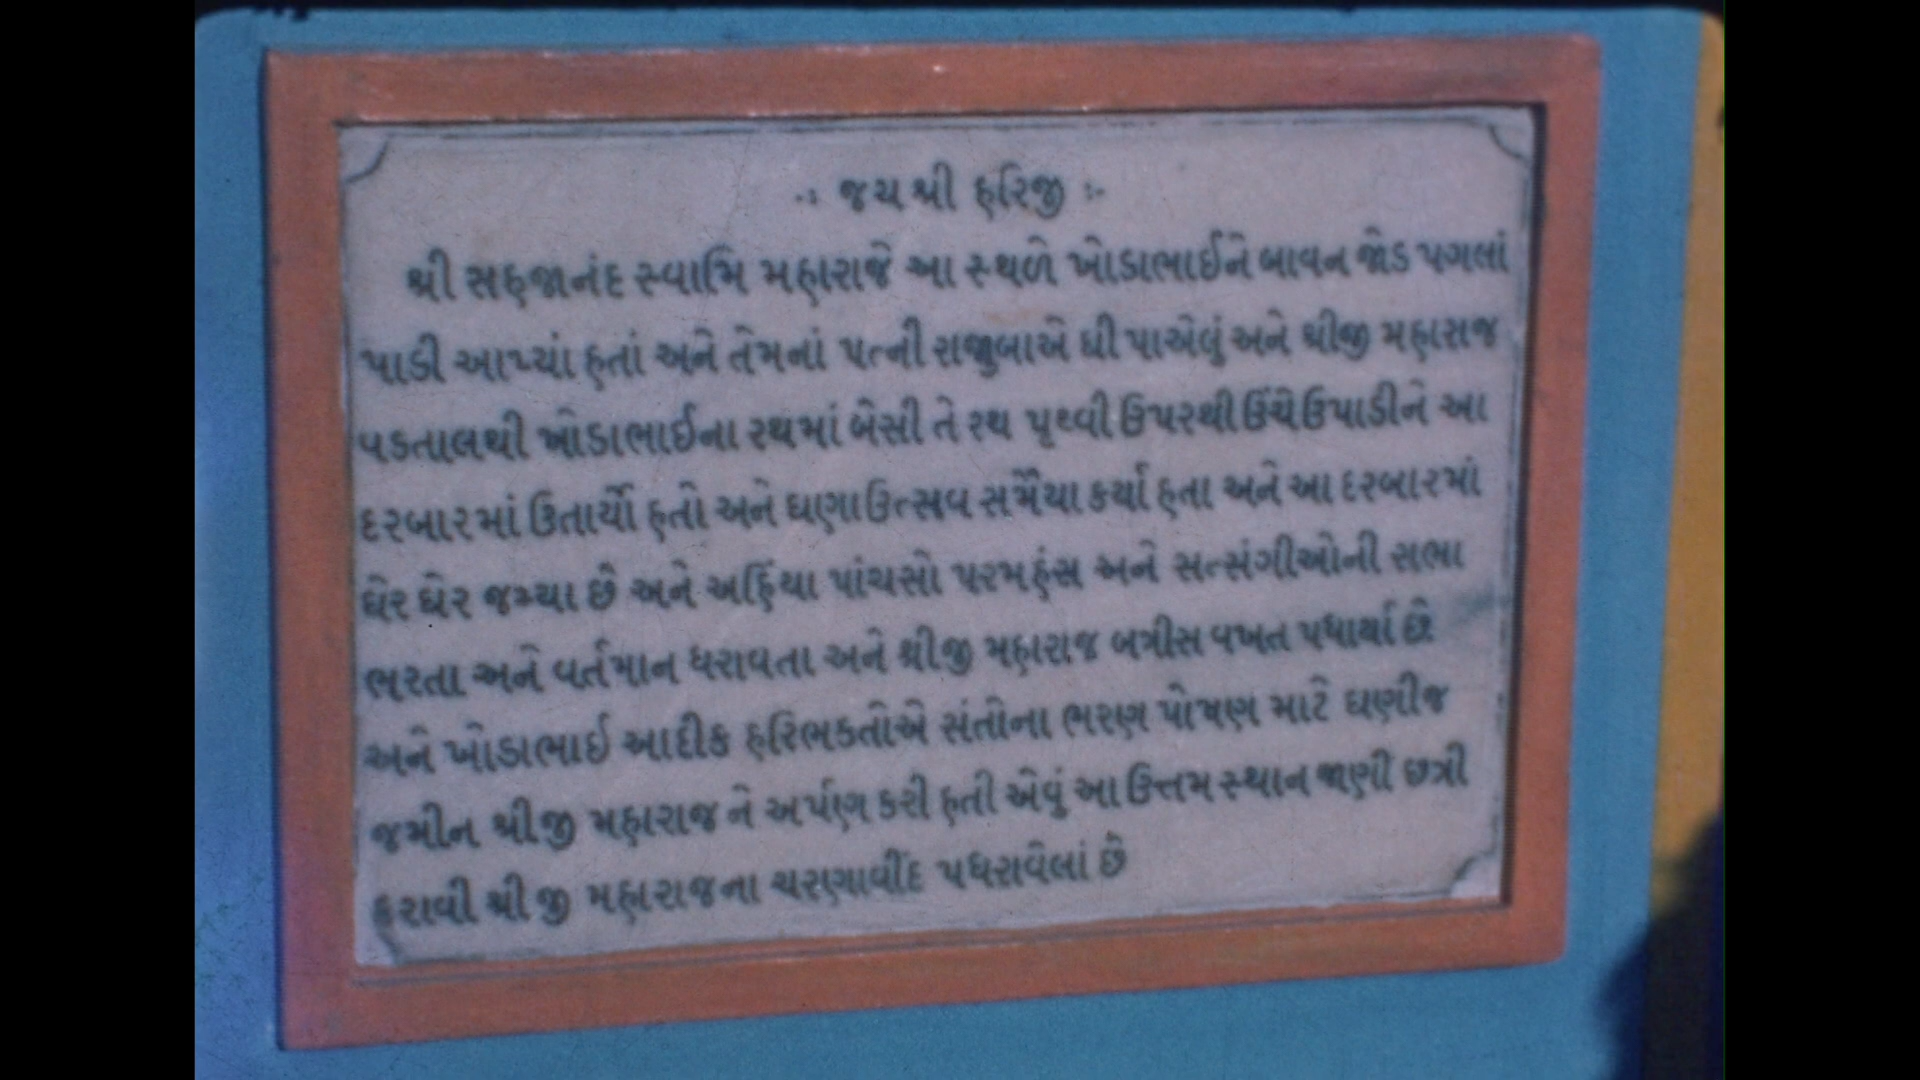 જય શ્રી હરિજી
શ્રી સહજાનંદ સ્વામિ મહારાજે આ સ્થળે ખોડાભાઈને બાવન જોડ પગલાં
પાડી આપ્યાં હતાં અને તેમનાં પત્ની રાજુબાએ ઘી પાએલું અને શ્રીજી મહારાજ
વડતાલથી ખોડાભાઈના રથમાં બેસી તે રથ પૃથ્વી ઉપરથી ઉંચે ઉપાડીને આ
દરબારમાં ઉતાર્યો હતો અને ઘણા ઉત્સવ સમૈયા કર્યા હતા અને આ દરબારમાં
ઘેર ઘેર જમ્યા છે અને અહિંયા પાંચસો પરમહંસ અને સત્સંગીઓની સભા
ભરતા અને વર્તમાન ધરાવતા અને શ્રીજી મહારાજ બત્રીસ વખત પધાર્યા છે
અને ખોડાભાઈ આદીક હરિભકતોએ સંતોના ભરણ પોષણ માટે ઘણીજ
જમીન શ્રીજી મહારાજ ને અર્પણ કરી હતી એવું આ ઉત્તમ સ્થાન જાણી છત્રી
કરાવી શ્રીજી મહારાજના ચરણાર્વીંદ પધરાવેલાં છે